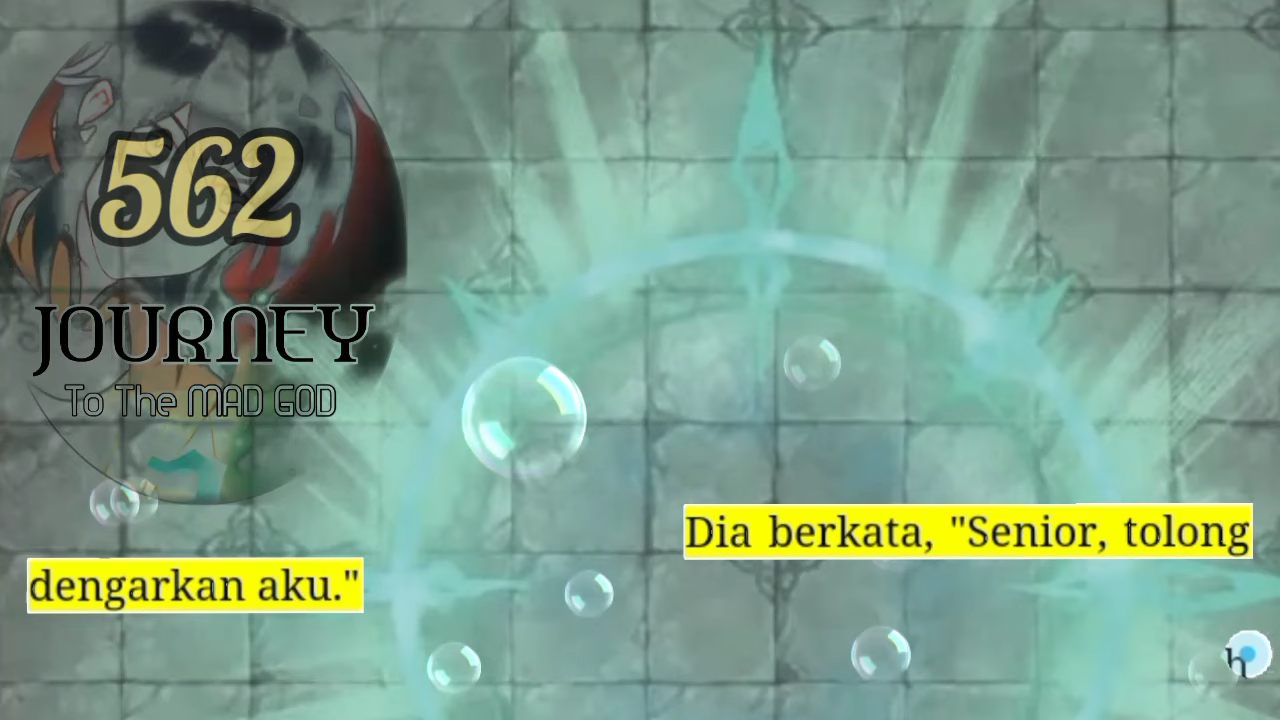 562
JOURNEY
To The MAD GOD
Dia berkata, "Senior, tolong
dengarkan aku."
h